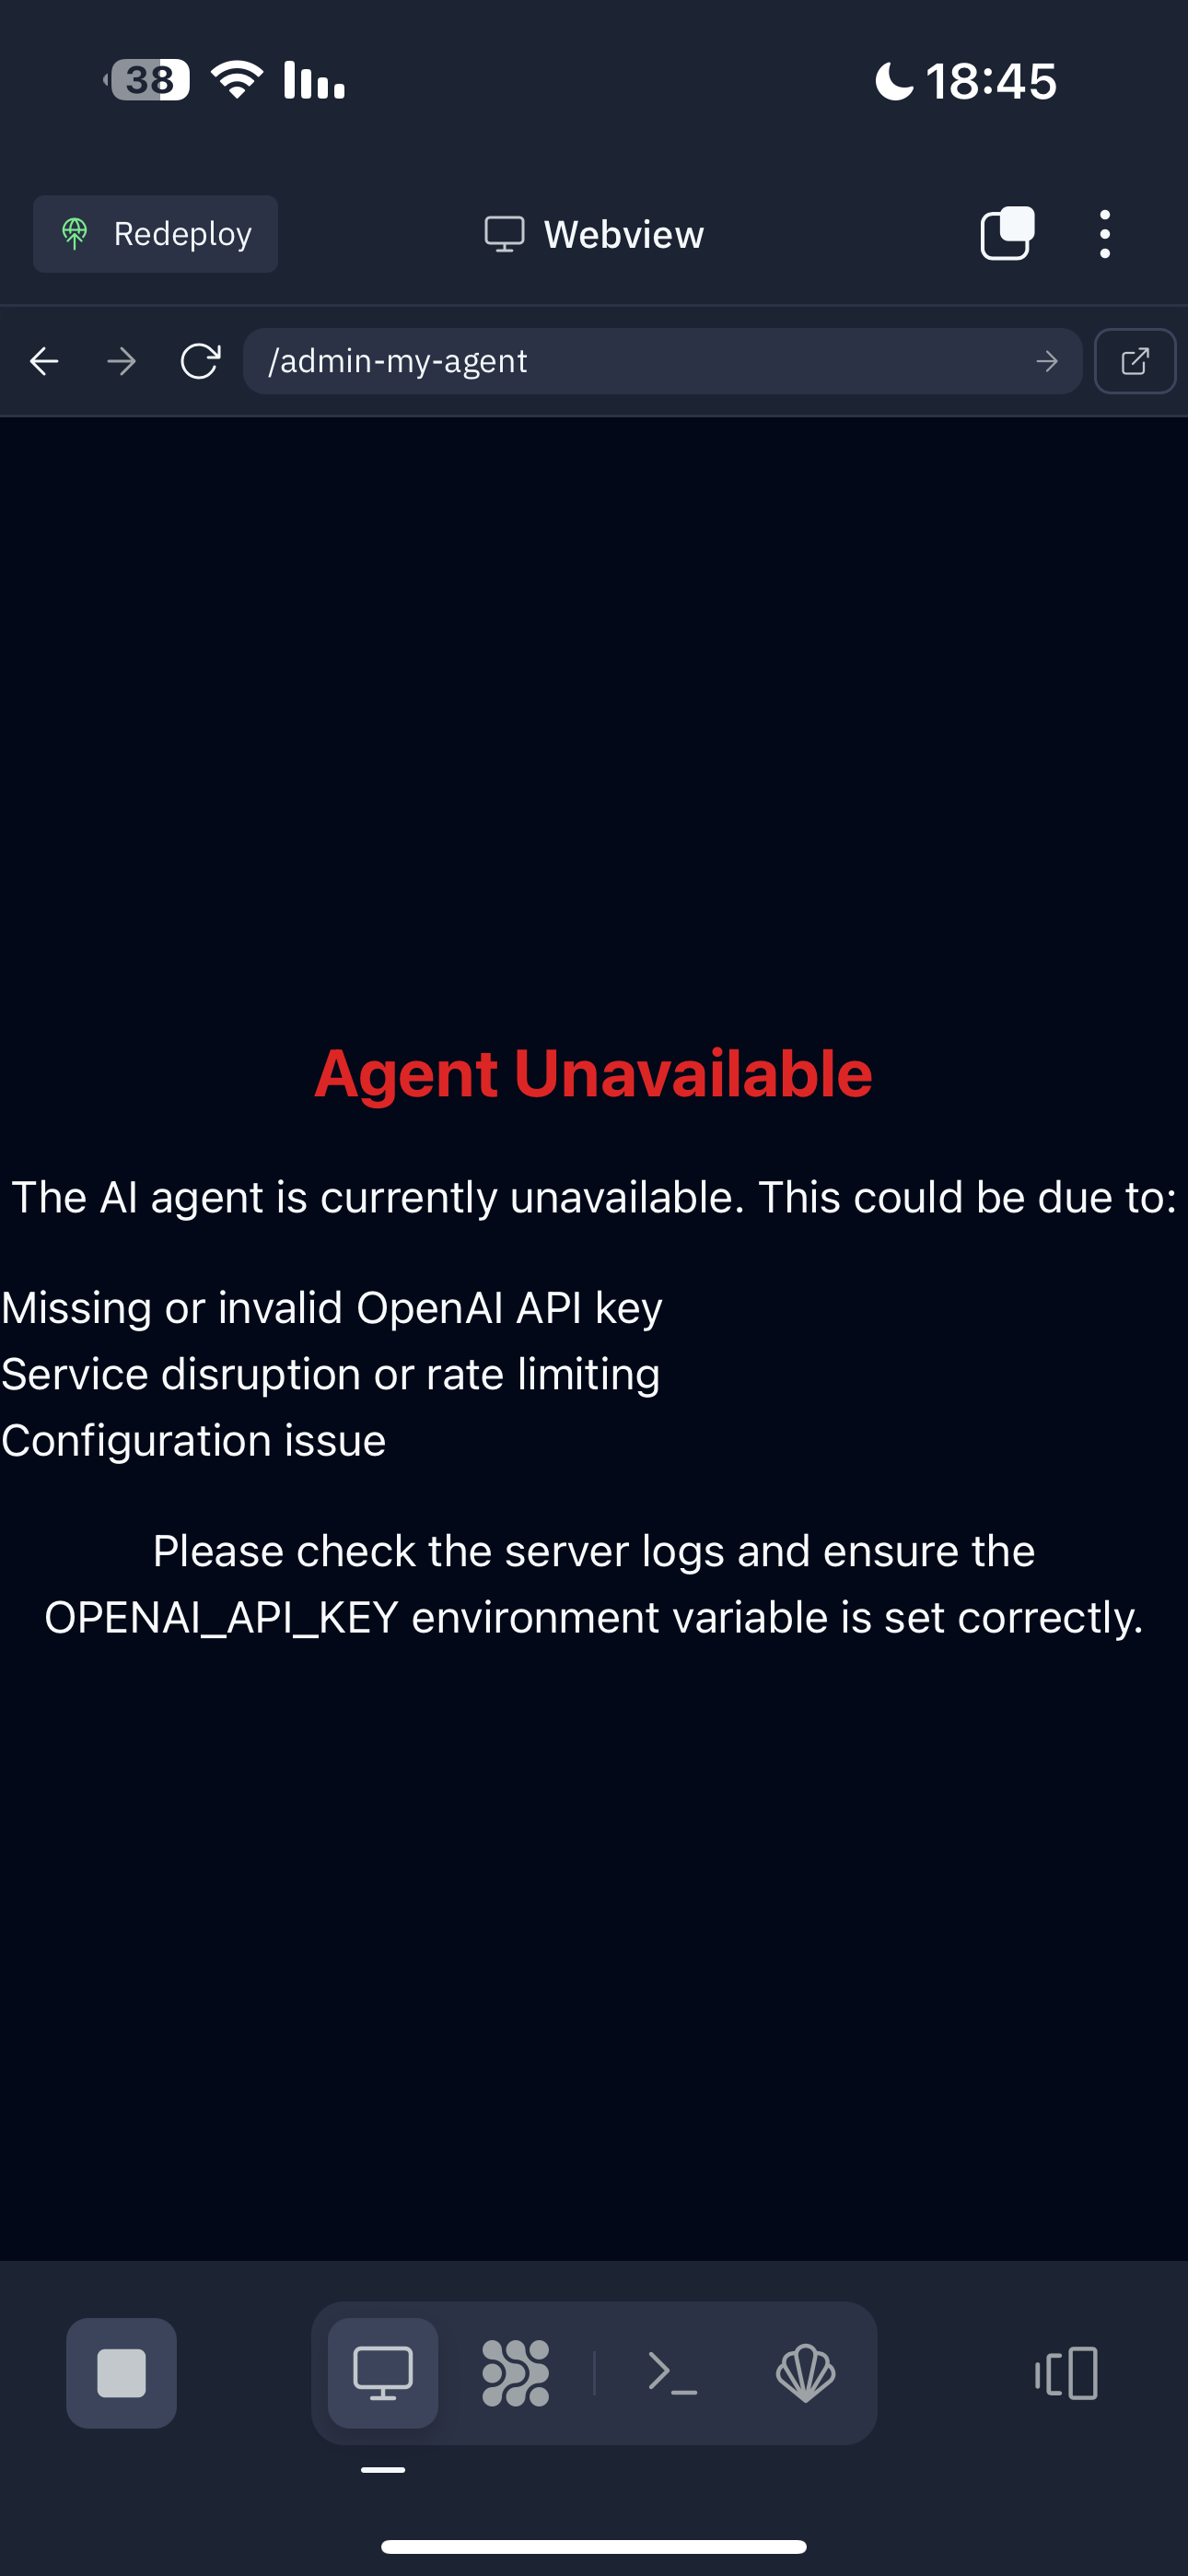 38
18:45
Redeploy
Webview
/admin-my-agent
Agent Unavailable
The AI agent is currently unavailable. This could be due to:
Missing or invalid OpenAI API key
Service disruption or rate limiting
Configuration issue
Please check the server logs and ensure the
OPENAI_API_KEY environment variable is set correctly.